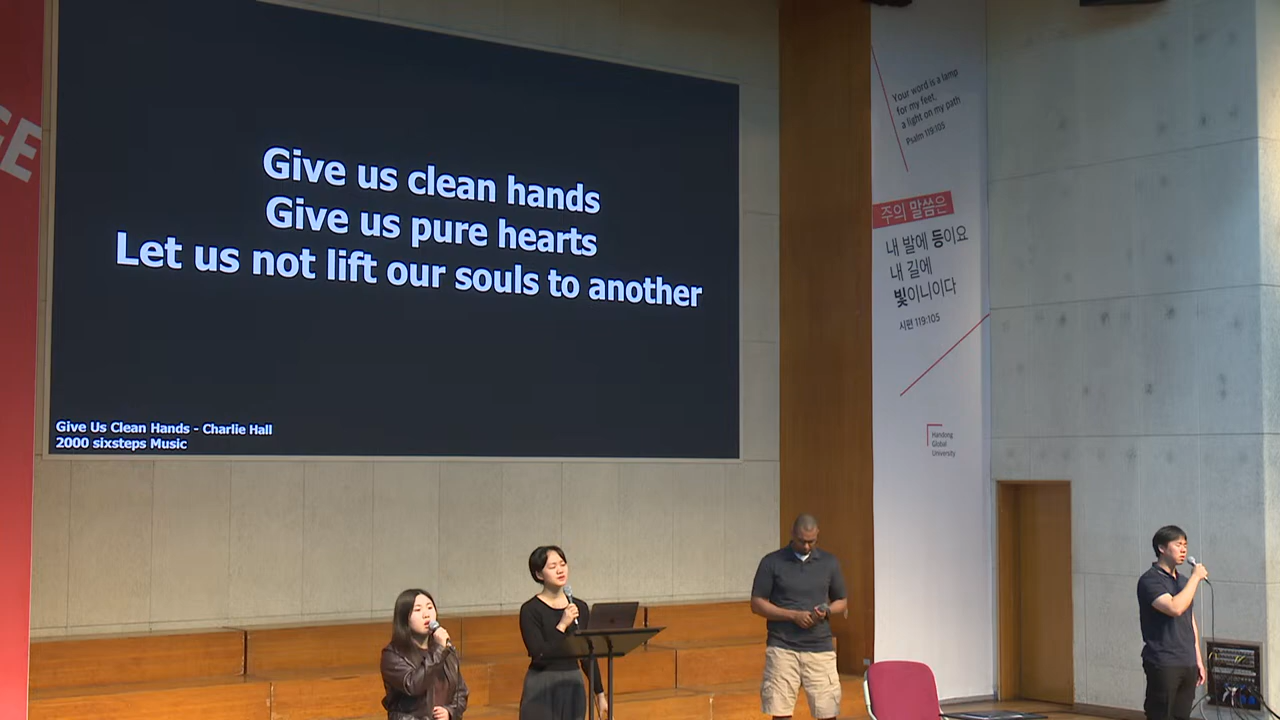 GE
Give us clean hands
Give us pure hearts
Let us not lift our souls to another
Give Us Clean Hands - Charlie Hall
2000 sixsteps Music
Your word is a lamp
for my feet,
a light on my path
Psalm 119:105
주의 말씀은
내 발에 등이요
내 길에
빛이니이다
시편 119:105
Handong
Global
University